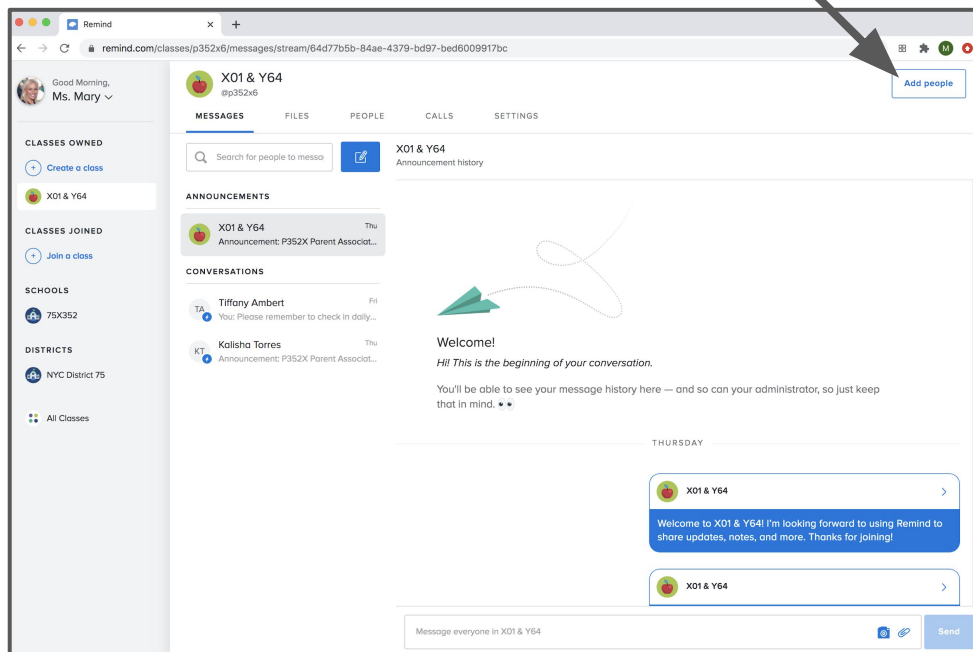 Remind
remind.com/classes/p352x6/messages/stream/64d77b5b-84ae-4379-bd97-bed6009917bc
M
Good Morning,
Ms. Mary
CLASSES OWNED
Create a class
X01 & Y64
CLASSES JOINED
Join a class
SCHOOLS
75X352
DISTRICTS
NYC District 75
All Classes
X01 & Y64
@p352x6
Add people
MESSAGES FILES PEOPLE CALLS SETTINGS
Search for people to messa
ANNOUNCEMENTS
X01 & Y64 Thu
Announcement: P352X Parent Associat...
CONVERSATIONS
TA
Tiffany Ambert Fri
You: Please remember to check in daily...
KT
Kalisha Torres Thu
Announcement: P352X Parent Associat...
X01 & Y64
Announcement history
Welcome!
Hi! This is the beginning of your conversation.
You'll be able to see your message history here — and so can your administrator, so just keep
that in mind. 👀
THURSDAY
X01 & Y64
Welcome to X01 & Y64! I'm looking forward to using Remind to
share updates, notes, and more. Thanks for joining!
X01 & Y64
Message everyone in X01 & Y64
Send